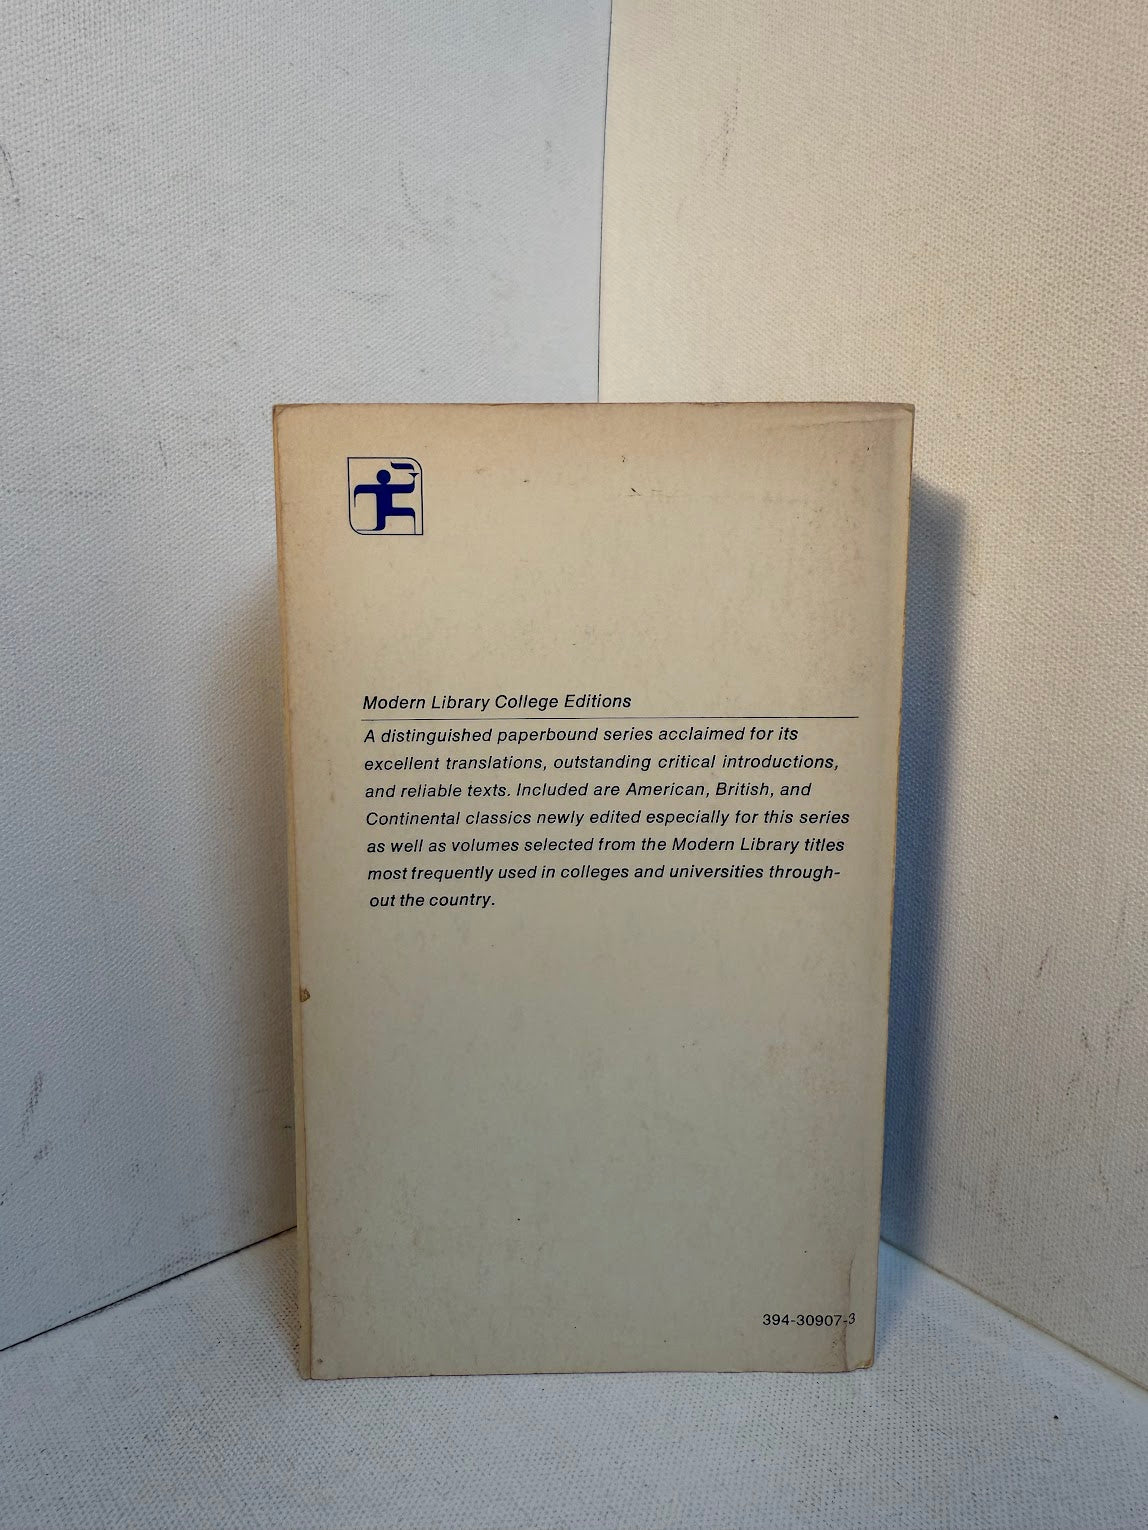 Modern Library College Editions
A distinguished paperbound series acclaimed for its
excellent translations, outstanding critical introductions,
and reliable texts. Included are American, British, and
Continental classics newly edited especially for this series
as well as volumes selected from the Modern Library titles
most frequently used in colleges and universities through-
out the country.
394-30907-3